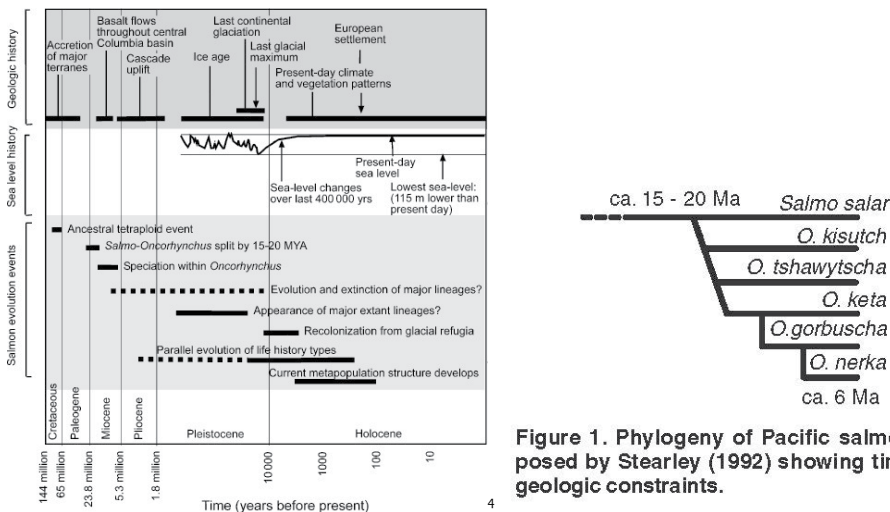 Geologic history
Accretion
of major
terranes
Basalt flows
throughout central
Columbia basin
Cascade
uplift
Ice age
Last continental
glaciation
Last glacial
maximum
European
settlement
Present-day climate
and vegetation patterns
Sea level history
Sea-level changes
over last 400 000 yrs
Present-day
sea level
Lowest sea-level:
(115 m lower than
present day)
Salmon evolution events
Ancestral tetraploid event
Salmo-Oncorhynchus split by 15-20 MYA
Speciation within Oncorhynchus
Evolution and extinction of major lineages?
Appearance of major extant lineages?
Recolonization from glacial refugia
Parallel evolution of life history types
Current metapopulation structure develops
Cretaceous
Paleogene
Miocene
Pliocene
Pleistocene
Holocene
144 million
65 million
23.8 million
5.3 million
1.8 million
10 000
1000
100
10
Time (years before present)
4
ca. 15 - 20 Ma
Salmo salar
O. kisutch
O. tshawytscha
O. keta
O.gorbuscha
O. nerka
ca. 6 Ma
Figure 1. Phylogeny of Pacific salm
posed by Stearley (1992) showing
geologic constraints.